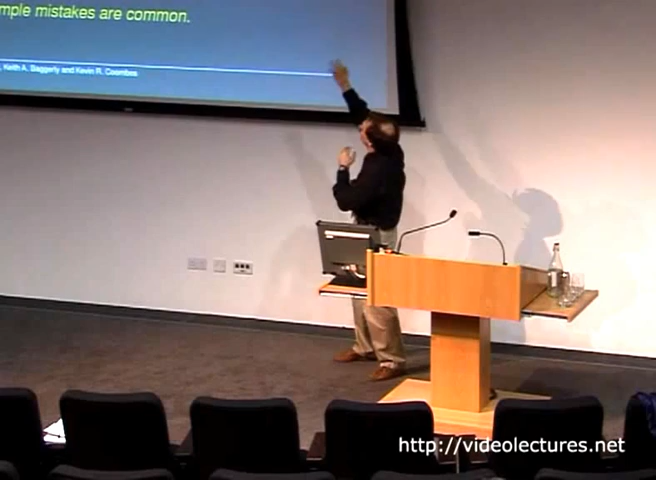 mple mistakes are common.
, Keith A. Baggerly and Kevin R. Coombes
http://videolectures.net